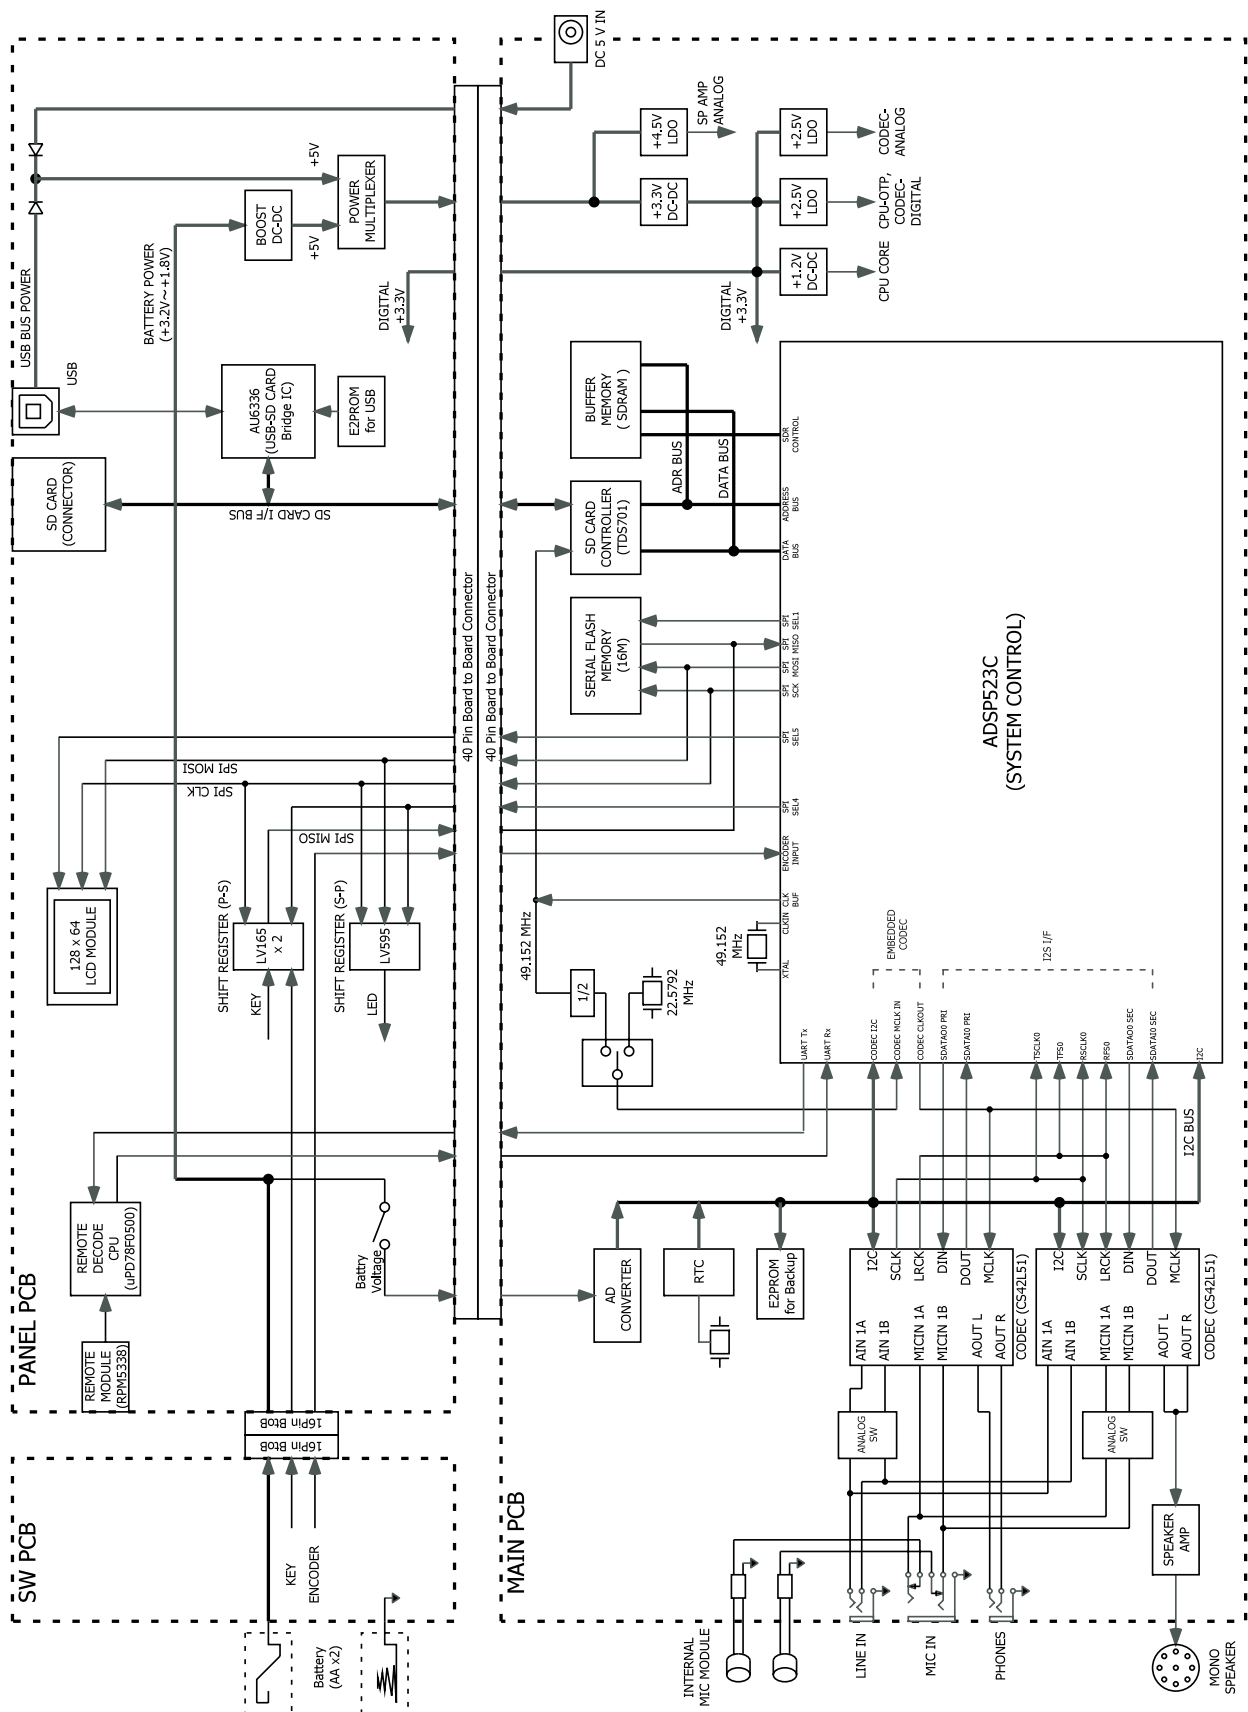 DC 5 V IN
PANEL PCB
USB BUS POWER
+5V
POWER
MULTIPLEXER
BOOST
DC-DC
+5V
BATTERY POWER
(+3.2V~+1.8V)
DIGITAL
+3.3V
USB
AU6336
(USB-SD CARD
Bridge IC)
E2PROM
for USB
SD CARD
(CONNECTOR)
SD CARD I/F BUS
40 Pin Board to Board Connector
40 Pin Board to Board Connector
SPI MOSI
SPI CLK
SPI MISO
128 x 64
LCD MODULE
SHIFT REGISTER (P-S)
LV165
x 2
KEY
SHIFT REGISTER (S-P)
LV595
LED
REMOTE
DECODE
CPU
(uPD78F0500)
REMOTE
MODULE
(RPM5338)
Battry
Voltage
16Pin BtoB
16Pin BtoB
SW PCB
KEY
ENCODER
Battery
(AA x2)
MAIN PCB
+4.5V
LDO
SP AMP
ANALOG
+3.3V
DC-DC
+2.5V
LDO
CODEC-
ANALOG
+2.5V
LDO
CPU-OTP,
CODEC-
DIGITAL
+1.2V
DC-DC
CPU CORE
DIGITAL
+3.3V
BUFFER
MEMORY
( SDRAM )
ADR BUS
DATA BUS
SD CARD
CONTROLLER
(TDS701)
SERIAL FLASH
MEMORY
(16M)
SDR
CONTROL
ADDRESS
BUS
DATA
BUS
SPI
SEL1
SPI
MISO
SPI
MOSI
SPI
SCK
SPI
SEL5
SPI
SEL4
ENCODER
INPUT
CLK
BUF
CLKIN
XTAL
ADSP523C
(SYSTEM CONTROL)
49.152 MHz
49.152
MHz
1/2
22.5792
MHz
EMBEDDED
CODEC
I2S I/F
UART Tx
UART Rx
CODEC I2C
CODEC MCLK IN
CODEC CLKOUT
SDATAO0 PRI
SDATAI0 PRI
TSCLK0
TFS0
RSCLK0
RFS0
SDATAO0 SEC
SDATAI0 SEC
I2C
I2C BUS
AD
CONVERTER
RTC
E2PROM
for Backup
I2C
SCLK
LRCK
DIN
DOUT
MCLK
AIN 1A
AIN 1B
MICIN 1A
MICIN 1B
AOUT L
AOUT R
CODEC (CS42L51)
I2C
SCLK
LRCK
DIN
DOUT
MCLK
AIN 1A
AIN 1B
MICIN 1A
MICIN 1B
AOUT L
AOUT R
CODEC (CS42L51)
ANALOG
SW
ANALOG
SW
SPEAKER
AMP
INTERNAL
MIC MODULE
LINE IN
MIC IN
PHONES
MONO
SPEAKER